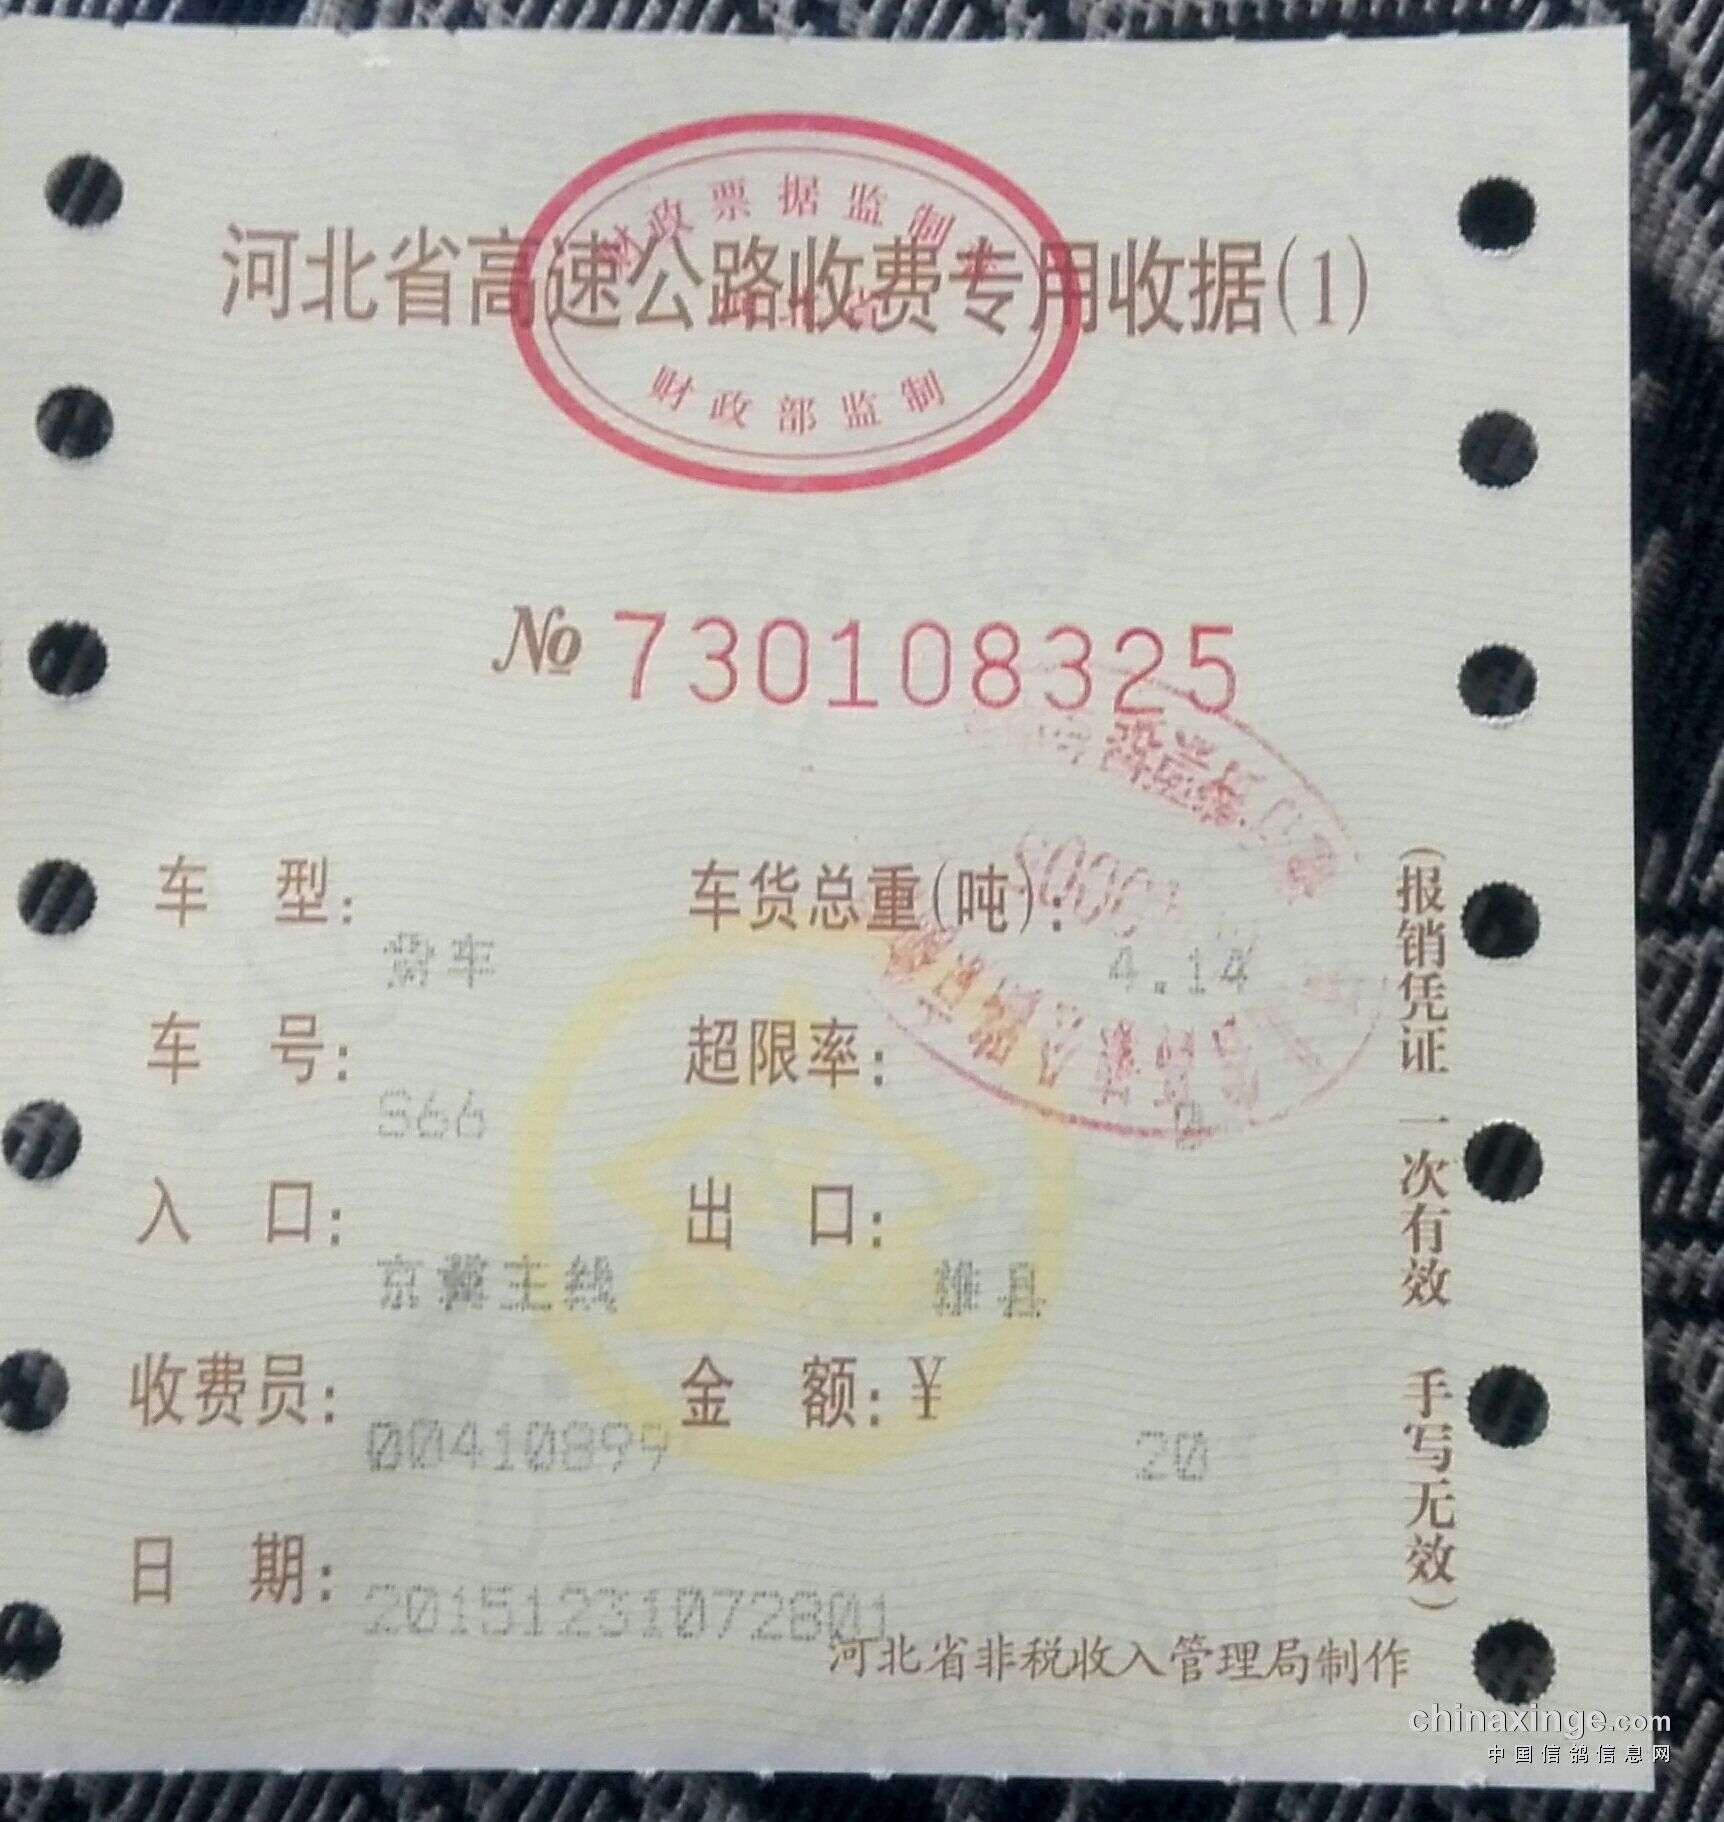 财政票据监制章
河北省高速公路收费专用收据(1)
财政部监制
№ 730108325
车 型: 货车
车货总重(吨): 4.14
车 号: S66
超限率: 0
入 口: 京冀主线
出 口: 雄县
收费员: 00410899
金 额: ¥ 20
日 期: 20151231072801
河北省非税收入管理局制作
(报销凭证 一次有效 手写无效)
chinaxinge.com
中国信鸽信息网